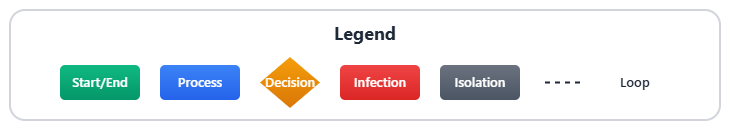 Legend
Start/End
Process
Decision
Infection
Isolation
Loop